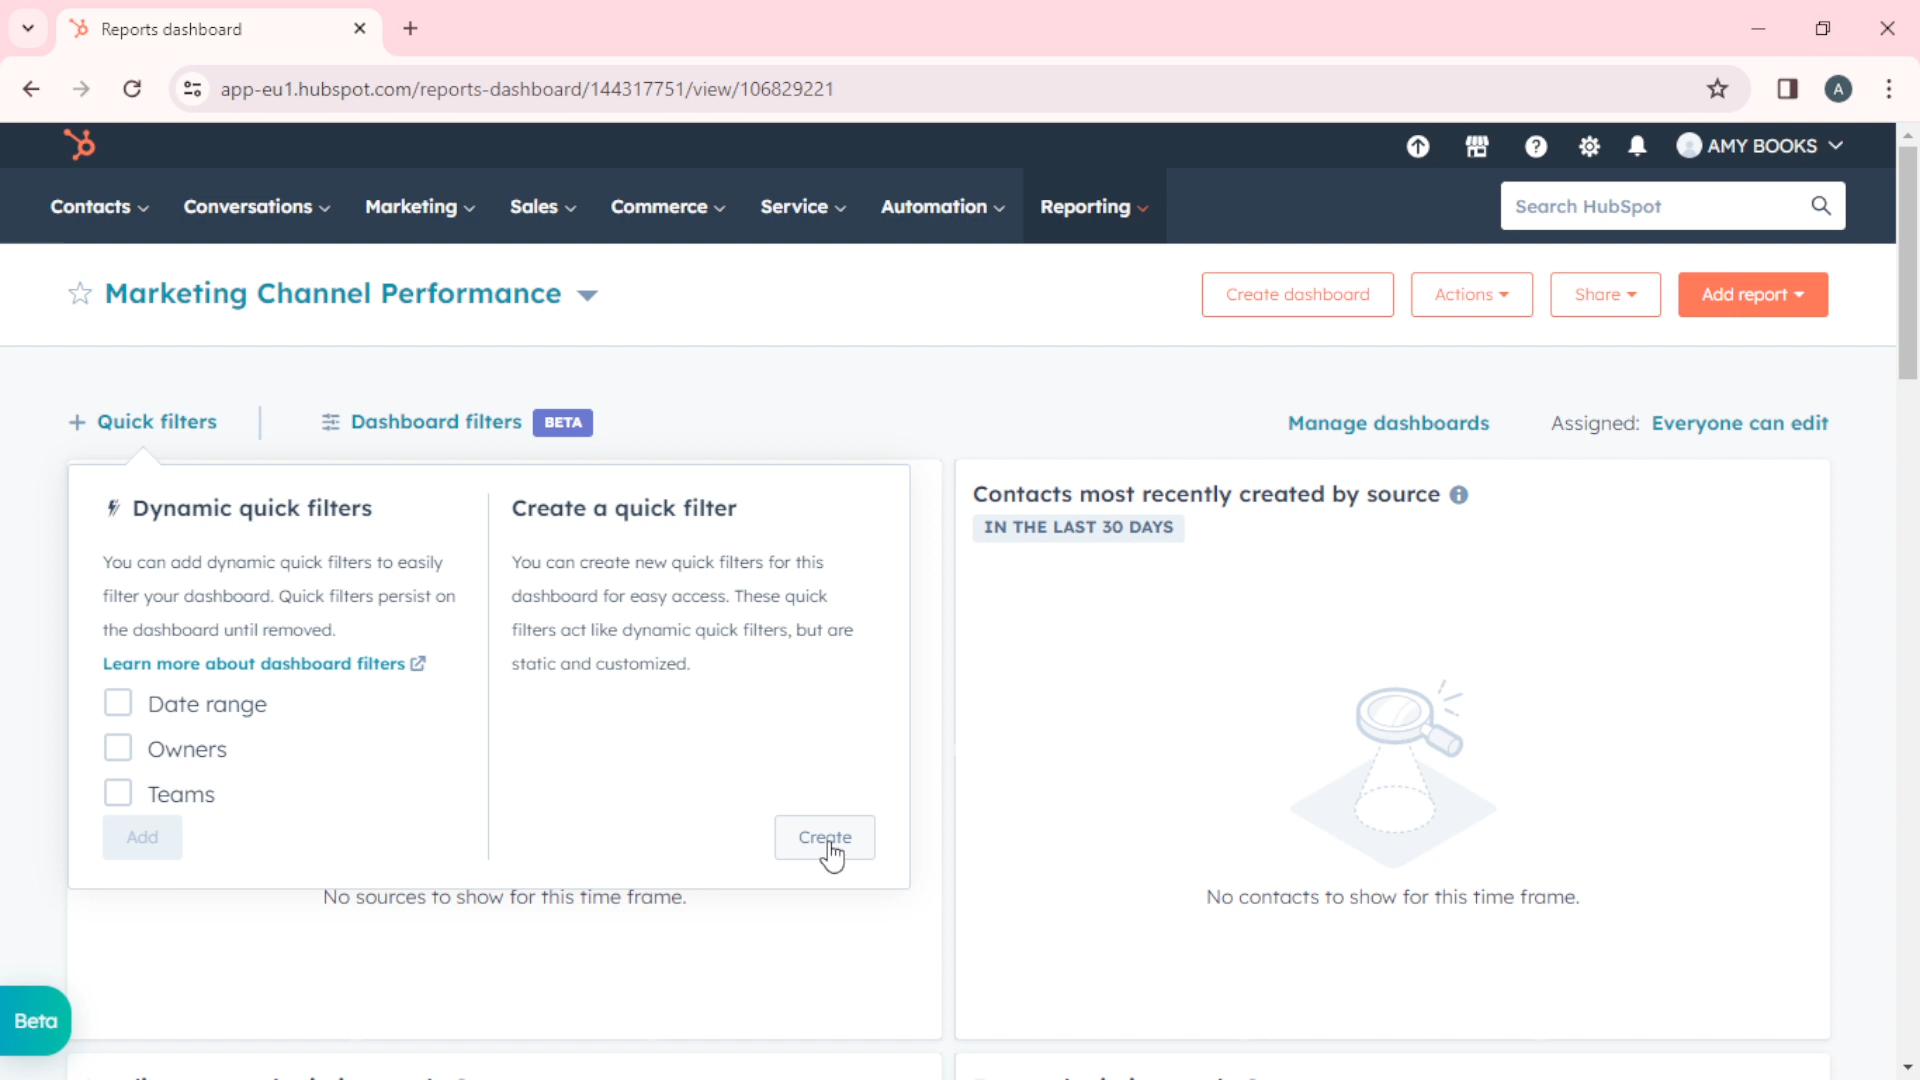 Reports dashboard
app-eu1.hubspot.com/reports-dashboard/144317751/view/106829221
A
AMY BOOKS
Contacts Conversations Marketing Sales Commerce Service Automation Reporting
Search HubSpot
Marketing Channel Performance
Create dashboard Actions Share Add report
+ Quick filters Dashboard filters BETA
Manage dashboards Assigned: Everyone can edit
Dynamic quick filters
You can add dynamic quick filters to easily
filter your dashboard. Quick filters persist on
the dashboard until removed.
Learn more about dashboard filters
Date range
Owners
Teams
Add
Create a quick filter
You can create new quick filters for this
dashboard for easy access. These quick
filters act like dynamic quick filters, but are
static and customized.
Create
No sources to show for this time frame.
Contacts most recently created by source
IN THE LAST 30 DAYS
No contacts to show for this time frame.
Beta